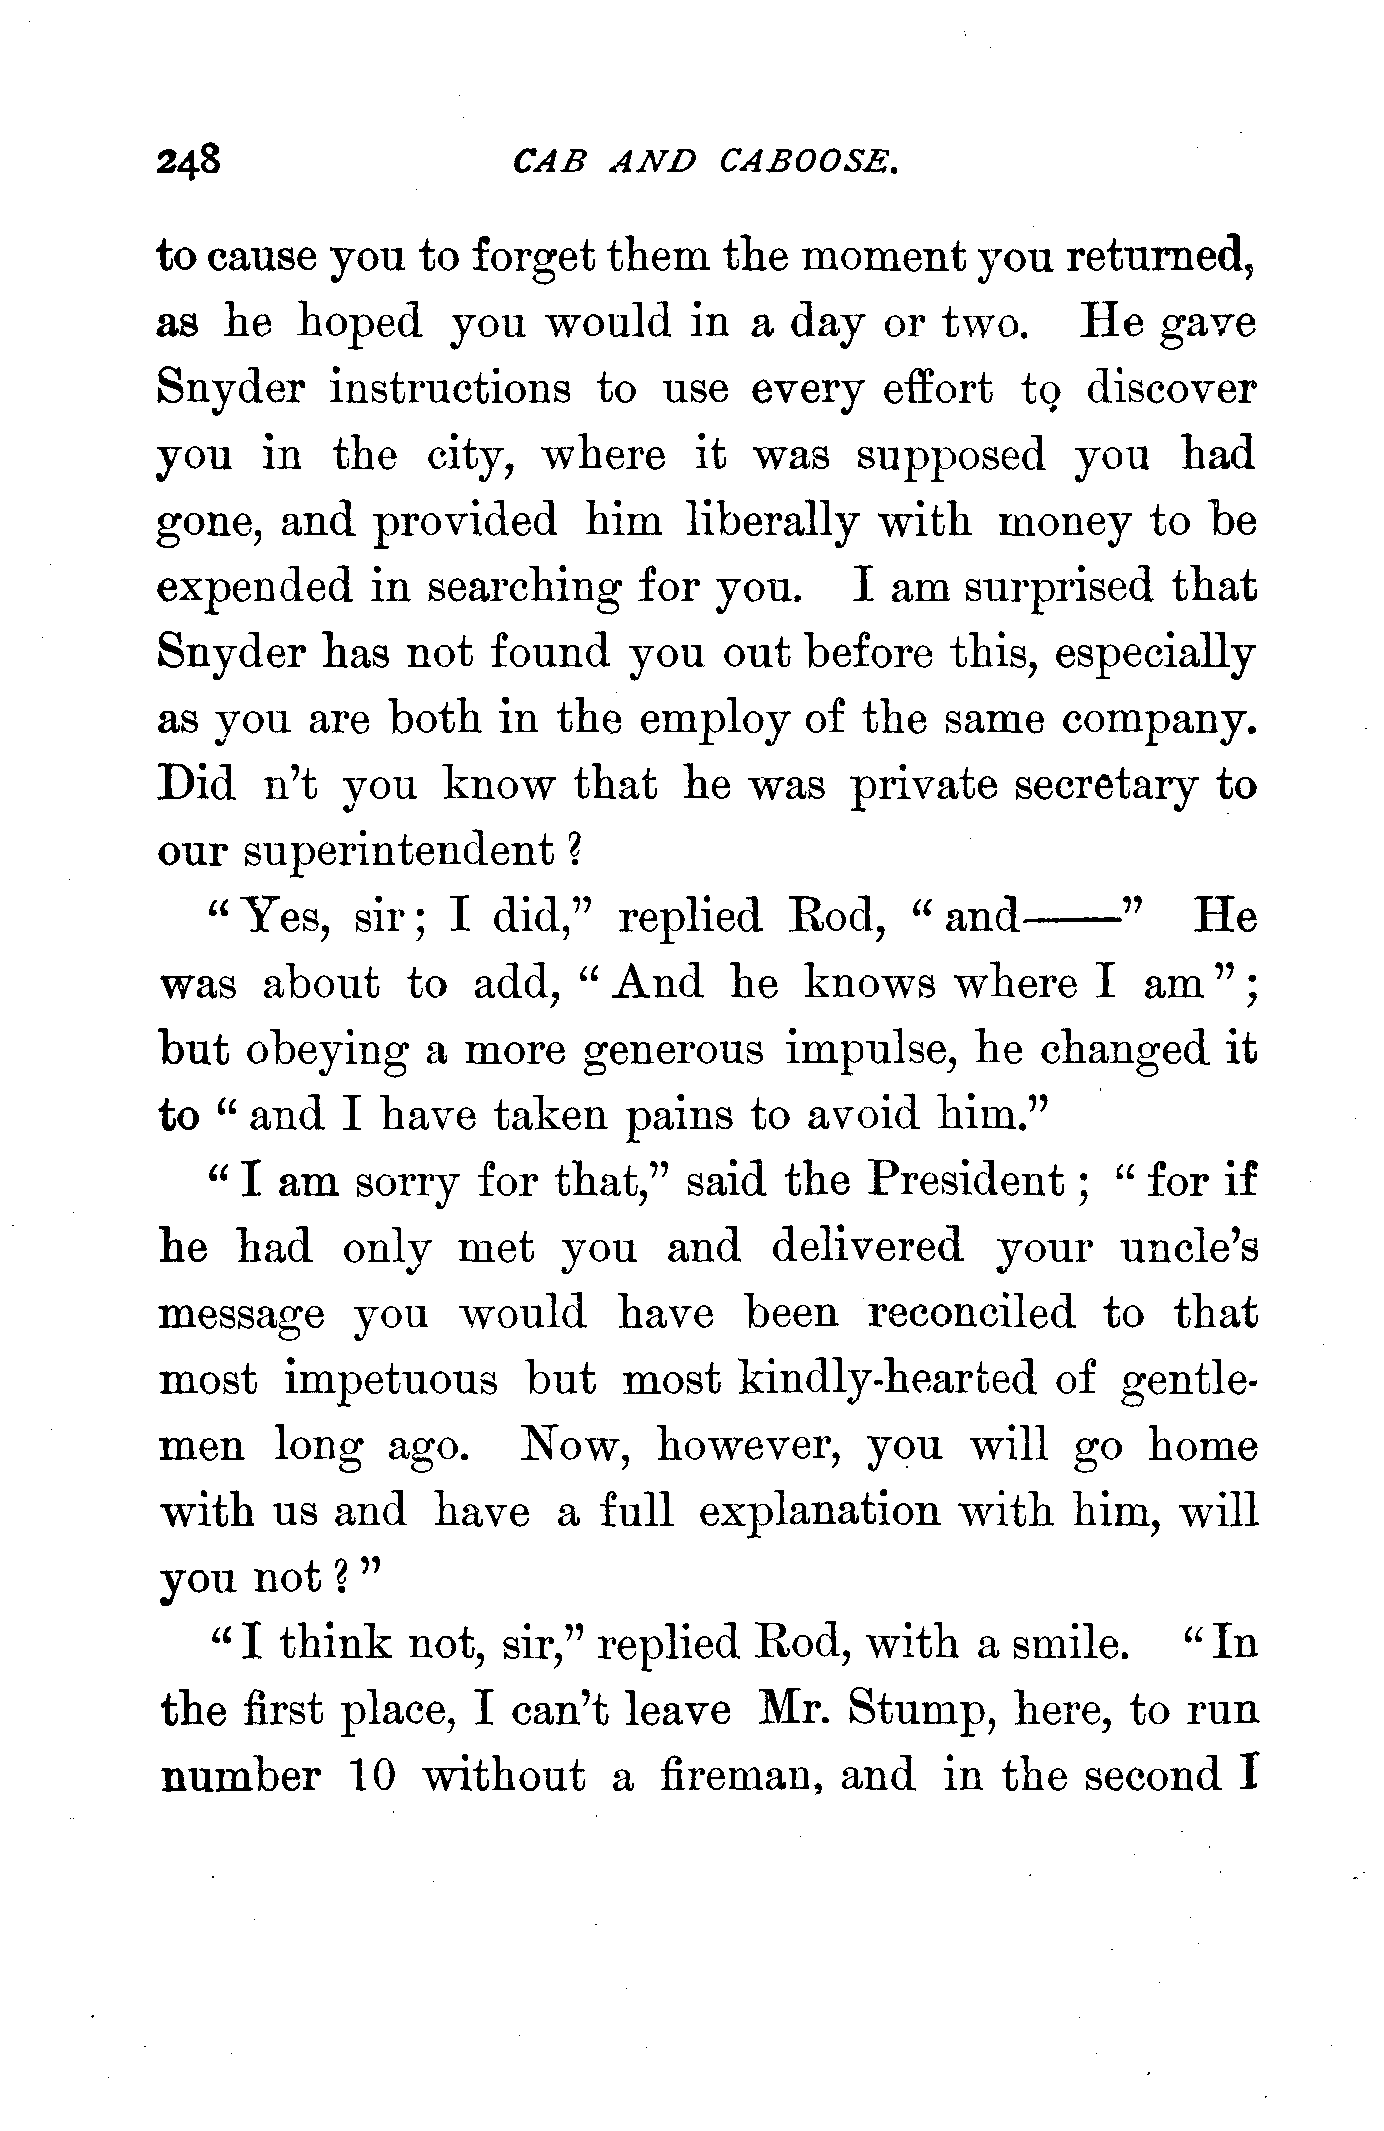 248 CAB AND CABOOSE.
to cause you to forget them the moment you returned,
as he hoped you would in a day or two. He gave
Snyder instructions to use every effort to discover
you in the city, where it was supposed you had
gone, and provided him liberally with money to be
expended in searching for you. I am surprised that
Snyder has not found you out before this, especially
as you are both in the employ of the same company.
Did n't you know that he was private secretary to
our superintendent ?
“ Yes, sir ; I did,” replied Rod, “ and——” He
was about to add, “ And he knows where I am ” ;
but obeying a more generous impulse, he changed it
to “ and I have taken pains to avoid him.”
“ I am sorry for that,” said the President ; “ for if
he had only met you and delivered your uncle's
message you would have been reconciled to that
most impetuous but most kindly-hearted of gentle-
men long ago. Now, however, you will go home
with us and have a full explanation with him, will
you not ? ”
“ I think not, sir,” replied Rod, with a smile. “ In
the first place, I can't leave Mr. Stump, here, to run
number 10 without a fireman, and in the second I